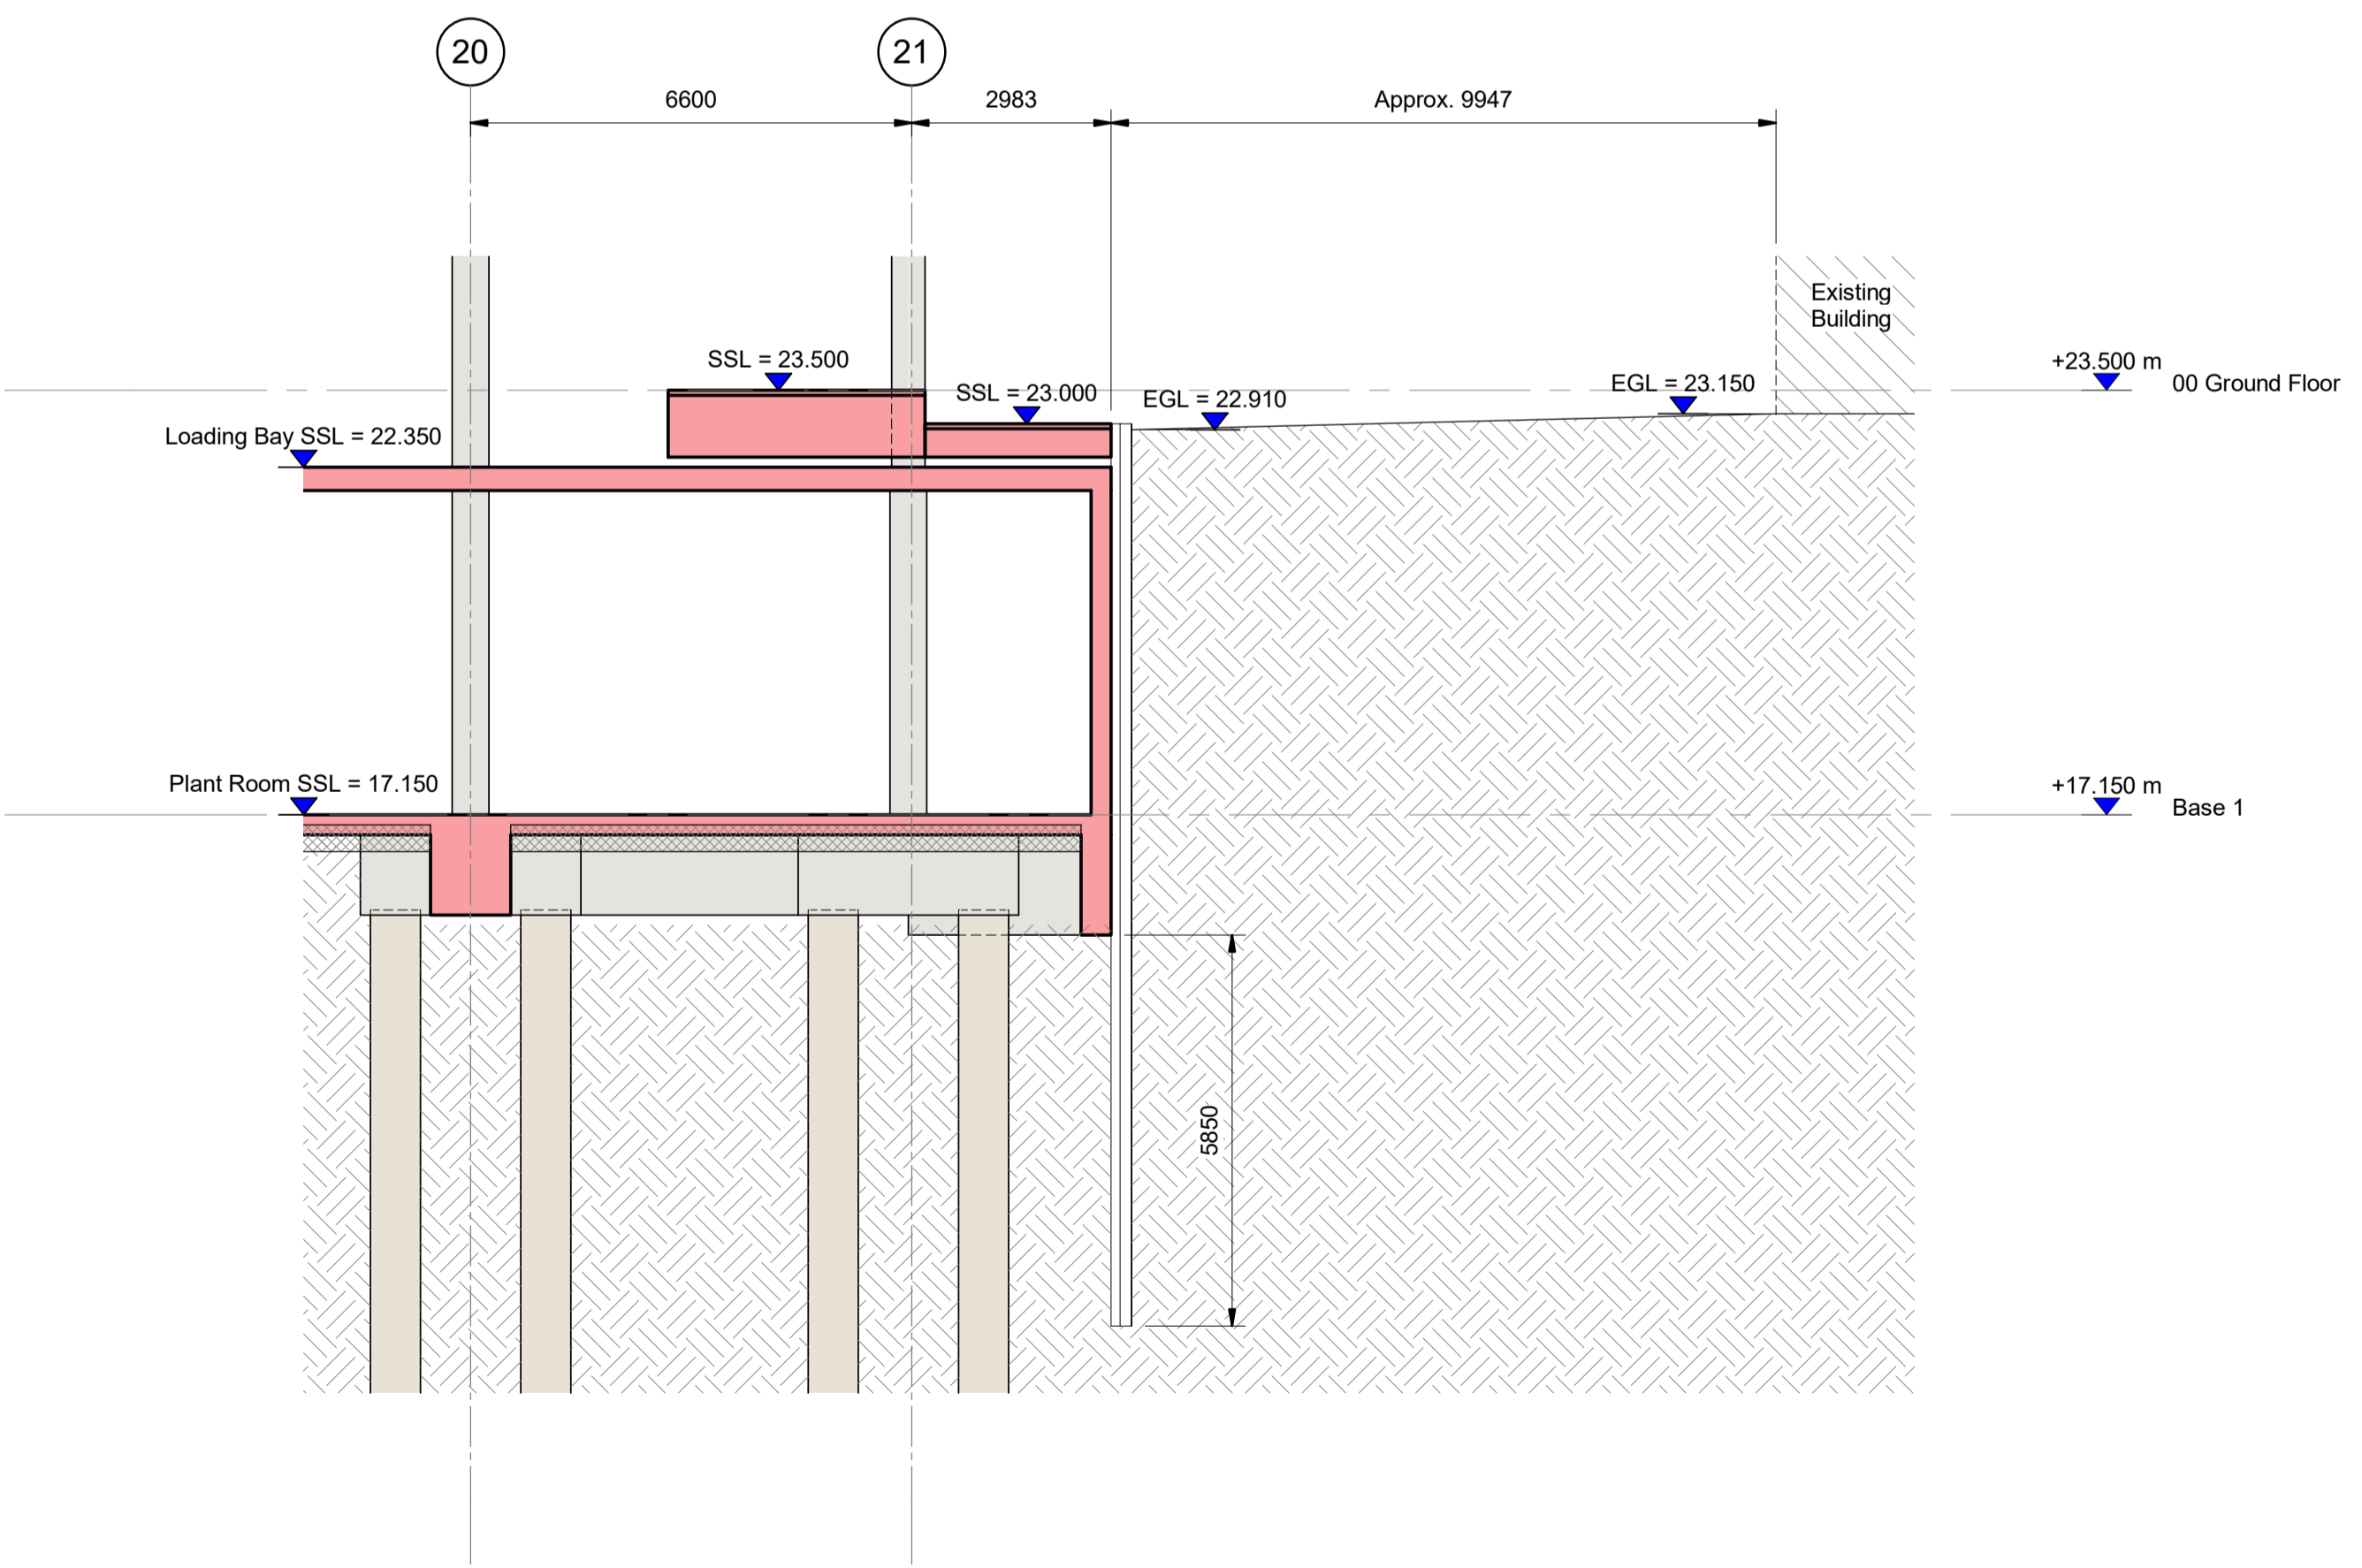 20
21
6600
2983
Approx. 9947
Existing
Building
SSL = 23.500
+23.500 m
00 Ground Floor
SSL = 23.000
EGL = 22.910
EGL = 23.150
Loading Bay SSL = 22.350
Plant Room SSL = 17.150
+17.150 m
Base 1
5850